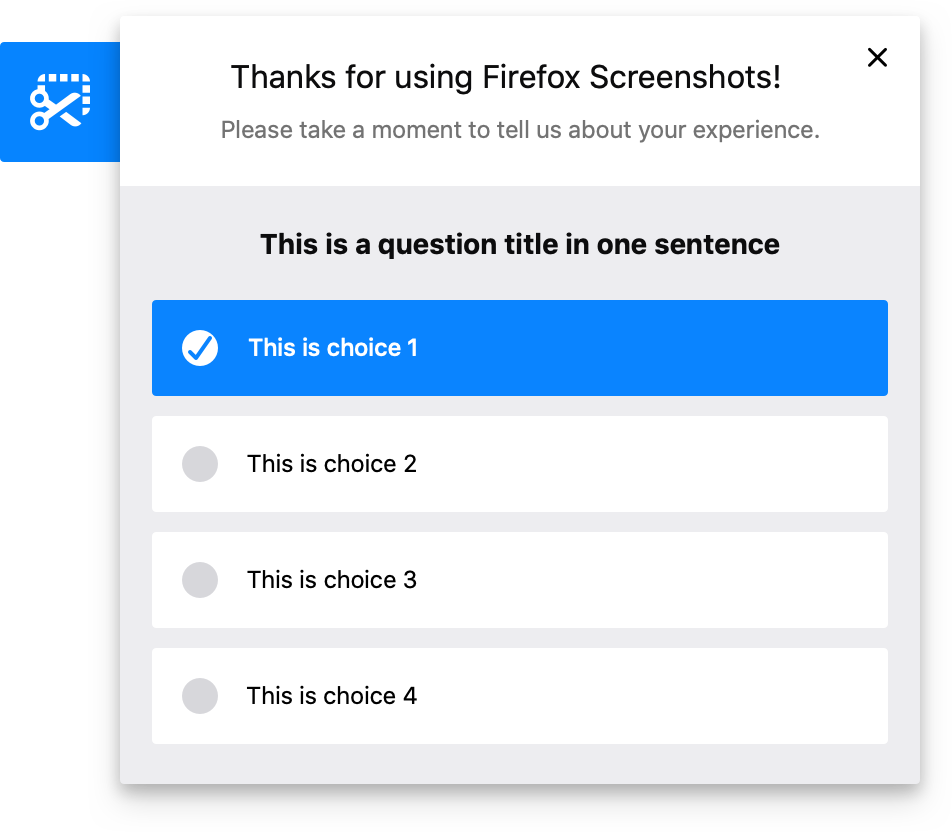 Thanks for using Firefox Screenshots!
Please take a moment to tell us about your experience.
This is a question title in one sentence
This is choice 1
This is choice 2
This is choice 3
This is choice 4